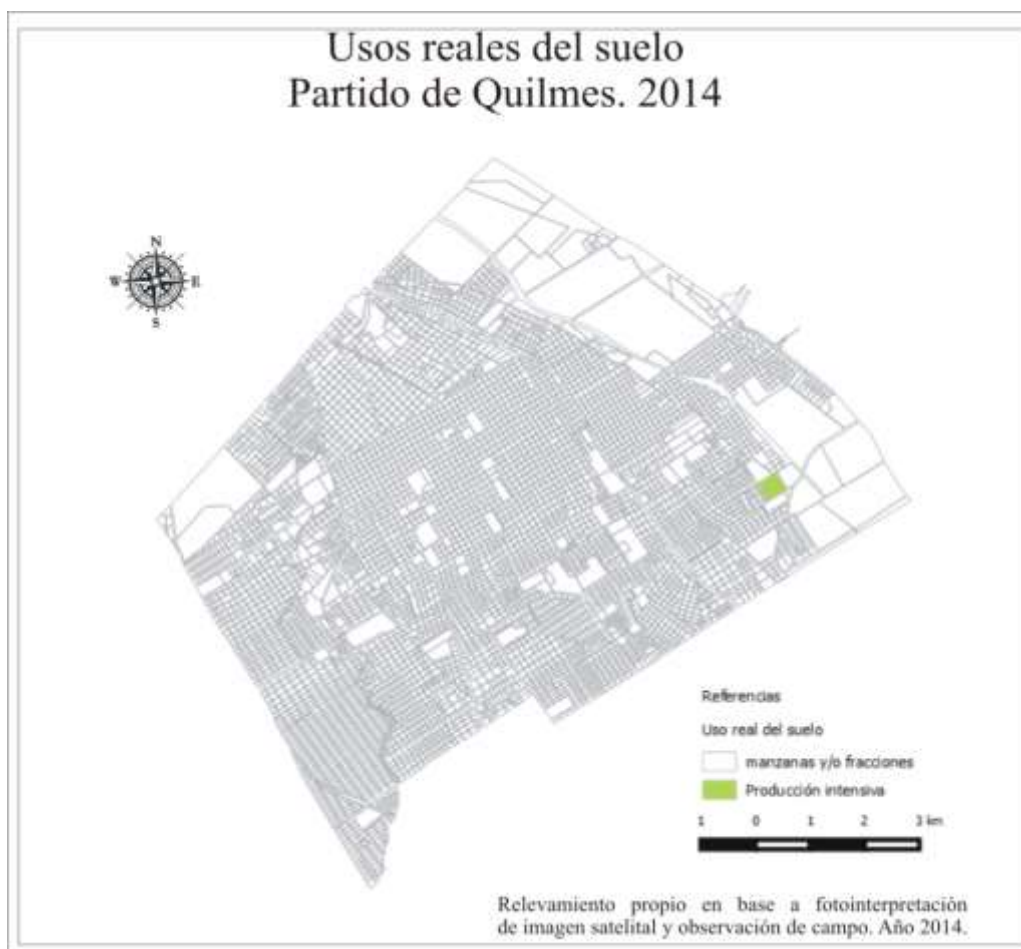 Usos reales del suelo
Partido de Quilmes. 2014
N
W E
S
Referencias
Uso real del suelo
manzanas y/o fracciones
Producción intensiva
1 0 1 2 3 km
Relevamiento propio en base a fotointerpretación
de imagen satelital y observación de campo. Año 2014.